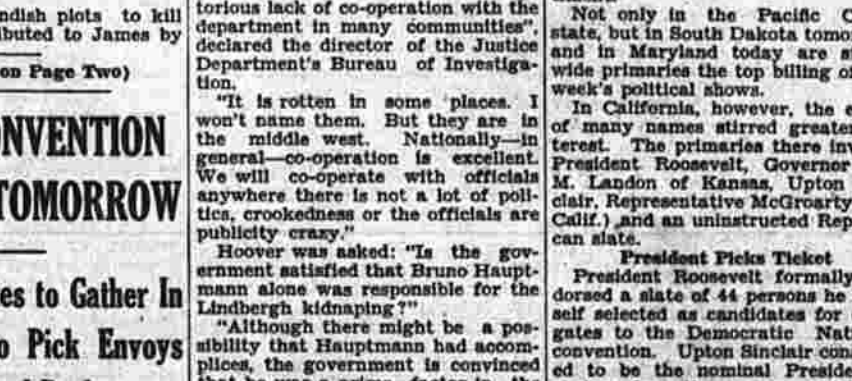 ndish plots to kill
ibuted to James by
on Page Two)
NVENTION
TOMORROW
es to Gather In
o Pick Envoys
torious lack of co-operation with the
department in many communities",
declared the director of the Justice
Department's Bureau of Investiga-
tion.
"It is rotten in some places. I
won't name them. But they are in
the middle west. Nationally—in
general—co-operation is excellent.
We will co-operate with officials
anywhere there is not a lot of poli-
tics, crookedness or the officials are
publicity crazy."
Hoover was asked: "Is the gov-
ernment satisfied that Bruno Haupt-
mann alone was responsible for the
Lindbergh kidnaping?"
"Although there might be a pos-
sibility that Hauptmann had accom-
plices, the government is convinced
that he was a prime factor in the
Not only in the Pacific C
state, but in South Dakota tomo
and in Maryland today are s
wide primaries the top billing of
week's political shows.
In California, however, the e
of many names stirred greater
terest. The primaries there inv
President Roosevelt, Governor
M. Landon of Kansas, Upton
clair, Representative McGroarty
Calif.) and an uninstructed Rep
can slate.
President Picks Ticket
President Roosevelt formally
dorsed a slate of 44 persons he
self selected as candidates for
gates to the Democratic Nat
convention. Upton Sinclair con
ed to be the nominal Preside